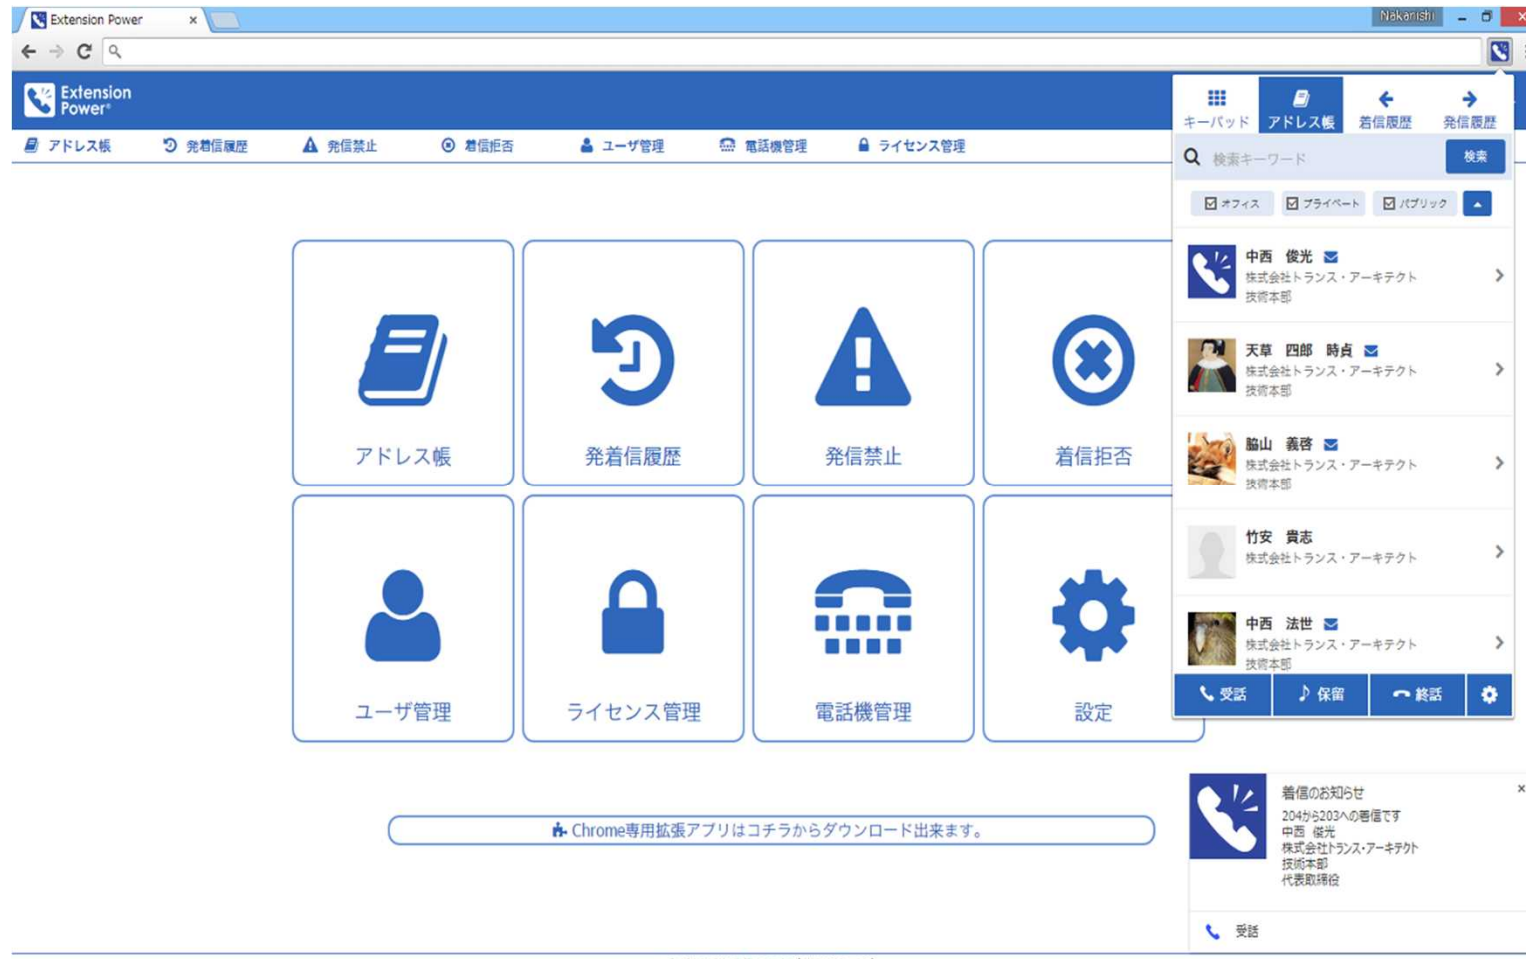 Extension Power
Nakanishi
Extension
Power®
アドレス帳
発着信履歴
発信禁止
着信拒否
ユーザ管理
電話機管理
ライセンス管理
アドレス帳
発着信履歴
発信禁止
着信拒否
ユーザ管理
ライセンス管理
電話機管理
設定
Chrome専用拡張アプリはコチラからダウンロード出来ます。
キーパッド
アドレス帳
着信履歴
発信履歴
検索キーワード
検索
オフィス
プライベート
パブリック
中西 俊光
株式会社トランス・アーキテクト
技術本部
天草 四郎 時貞
株式会社トランス・アーキテクト
技術本部
脇山 義啓
株式会社トランス・アーキテクト
技術本部
竹安 貴志
株式会社トランス・アーキテクト
中西 法世
株式会社トランス・アーキテクト
技術本部
受話
保留
終話
着信のお知らせ
204から203への着信です
中西 俊光
株式会社トランス・アーキテクト
技術本部
代表取締役
受話